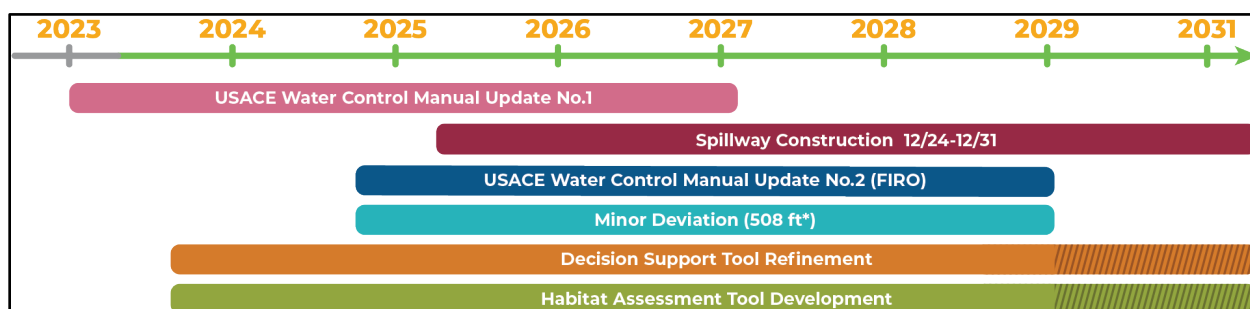 2023 2024 2025 2026 2027 2028 2029 2031
USACE Water Control Manual Update No.1
Spillway Construction 12/24-12/31
USACE Water Control Manual Update No.2 (FIRO)
Minor Deviation (508 ft*)
Decision Support Tool Refinement
Habitat Assessment Tool Development